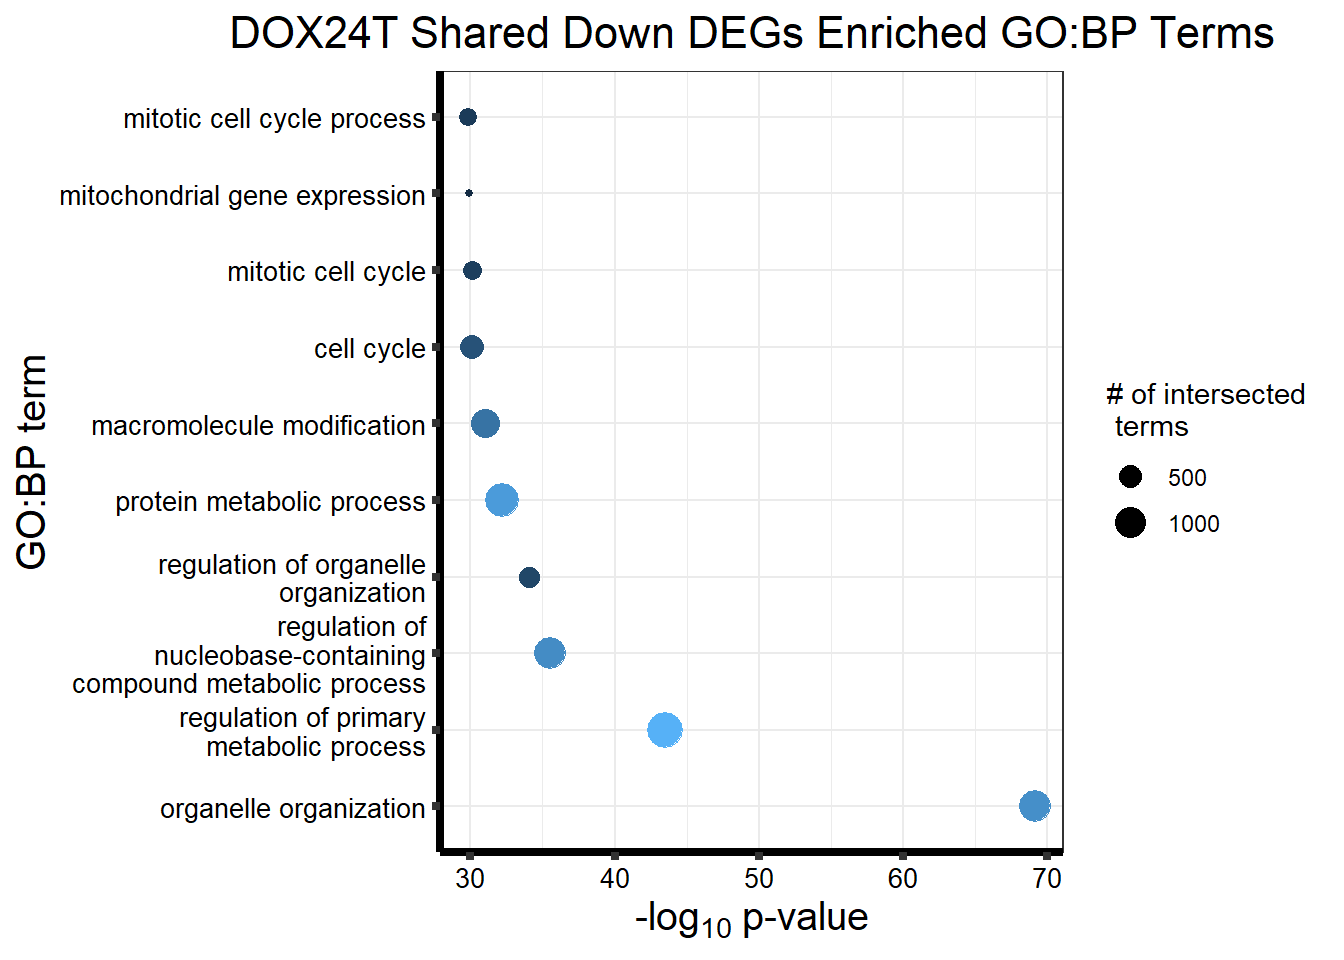 DOX24T Shared Down DEGs Enriched GO:BP Terms
GO:BP term
mitotic cell cycle process
mitochondrial gene expression
mitotic cell cycle
cell cycle
macromolecule modification
protein metabolic process
regulation of organelle
organization
regulation of
nucleobase-containing
compound metabolic process
regulation of primary
metabolic process
organelle organization
30 40 50 60 70
-log10 p-value
# of intersected
terms
500
1000